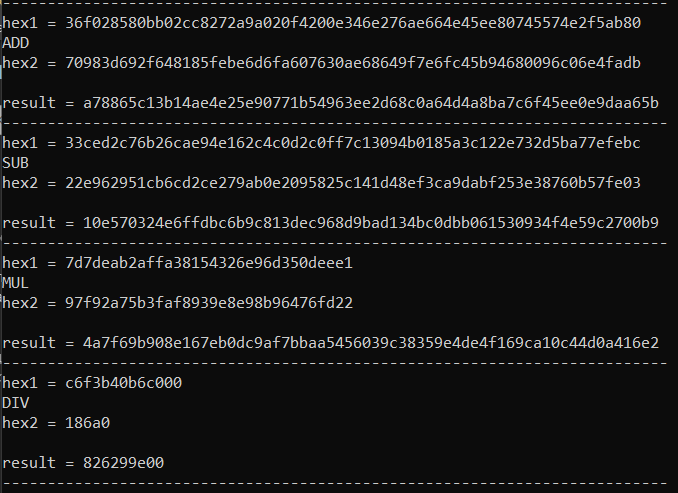 -----------------------------------------------------------------------
hex1 = 36f028580bb02cc8272a9a020f4200e346e276ae664e45ee80745574e2f5ab80
ADD
hex2 = 70983d692f648185febe6d6fa607630ae68649f7e6fc45b94680096c06e4fadb
result = a78865c13b14ae4e25e90771b54963ee2d68c0a64d4a8ba7c6f45ee0e9daa65b
-----------------------------------------------------------------------
hex1 = 33ced2c76b26cae94e162c4c0d2c0ff7c13094b0185a3c122e732d5ba77efebc
SUB
hex2 = 22e962951cb6cd2ce279ab0e2095825c141d48ef3ca9dabf253e38760b57fe03
result = 10e570324e6ffdbc6b9c813dec968d9bad134bc0dbb061530934f4e59c2700b9
-----------------------------------------------------------------------
hex1 = 7d7deab2affa38154326e96d350deee1
MUL
hex2 = 97f92a75b3faf8939e8e98b96476fd22
result = 4a7f69b908e167eb0dc9af7bbaa5456039c38359e4de4f169ca10c44d0a416e2
-----------------------------------------------------------------------
hex1 = c6f3b40b6c000
DIV
hex2 = 186a0
result = 826299e00
-----------------------------------------------------------------------